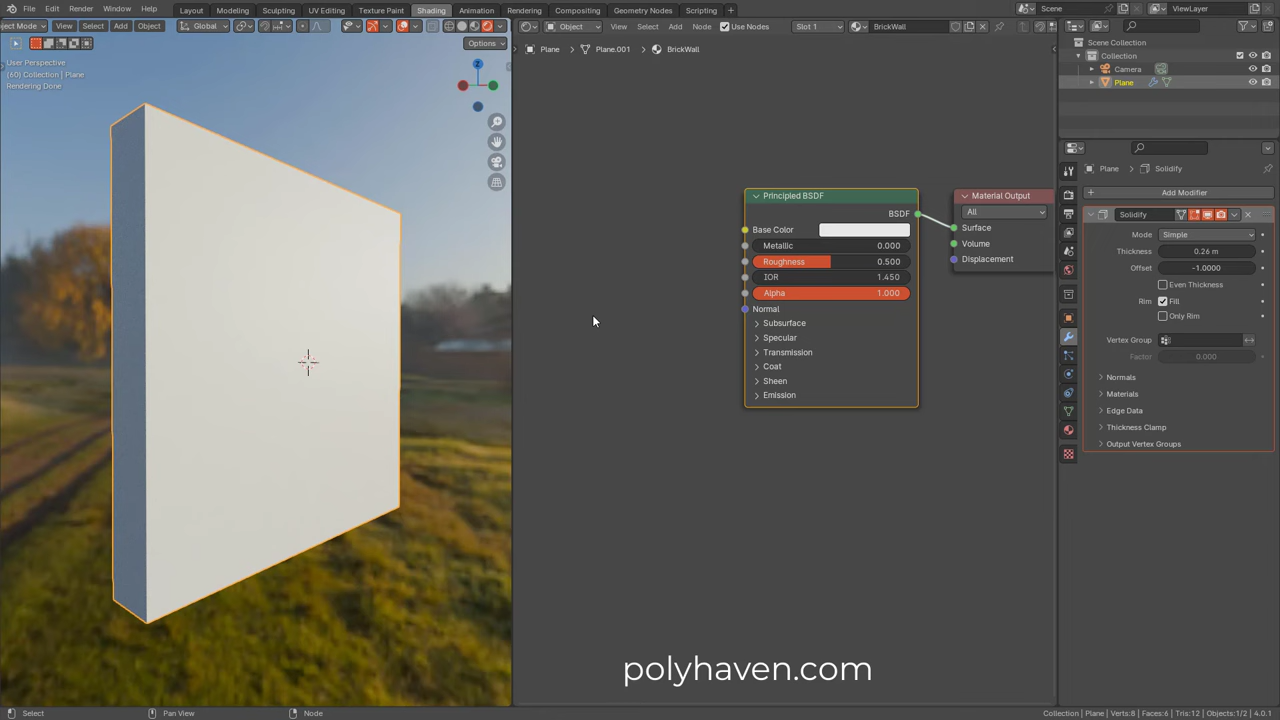 File Edit Render Window Help Layout Modeling Sculpting UV Editing Texture Paint Shading Animation Rendering Compositing Geometry Nodes Scripting Scene ViewLayer
ject Mode View Select Add Object Global
Options
User Perspective
(60) Collection | Plane
Rendering Done
Z
Object View Select Add Node Use Nodes Slot 1 BrickWall
Plane Plane.001 BrickWall
Principled BSDF
BSDF
Base Color
Metallic 0.000
Roughness 0.500
IOR 1.450
Alpha 1.000
Normal
Subsurface
Specular
Transmission
Coat
Sheen
Emission
Material Output
All
Surface
Volume
Displacement
polyhaven.com
Scene Collection
Collection
Camera
Plane
Plane Solidify
Add Modifier
Solidify
Mode Simple
Thickness 0.26 m
Offset -1.0000
Even Thickness
Rim Fill
Only Rim
Vertex Group
Factor 0.000
Normals
Materials
Edge Data
Thickness Clamp
Output Vertex Groups
Select Pan View Node Collection | Plane | Verts:8 | Faces:6 | Tris:12 | Objects:1/2 | 4.0.1